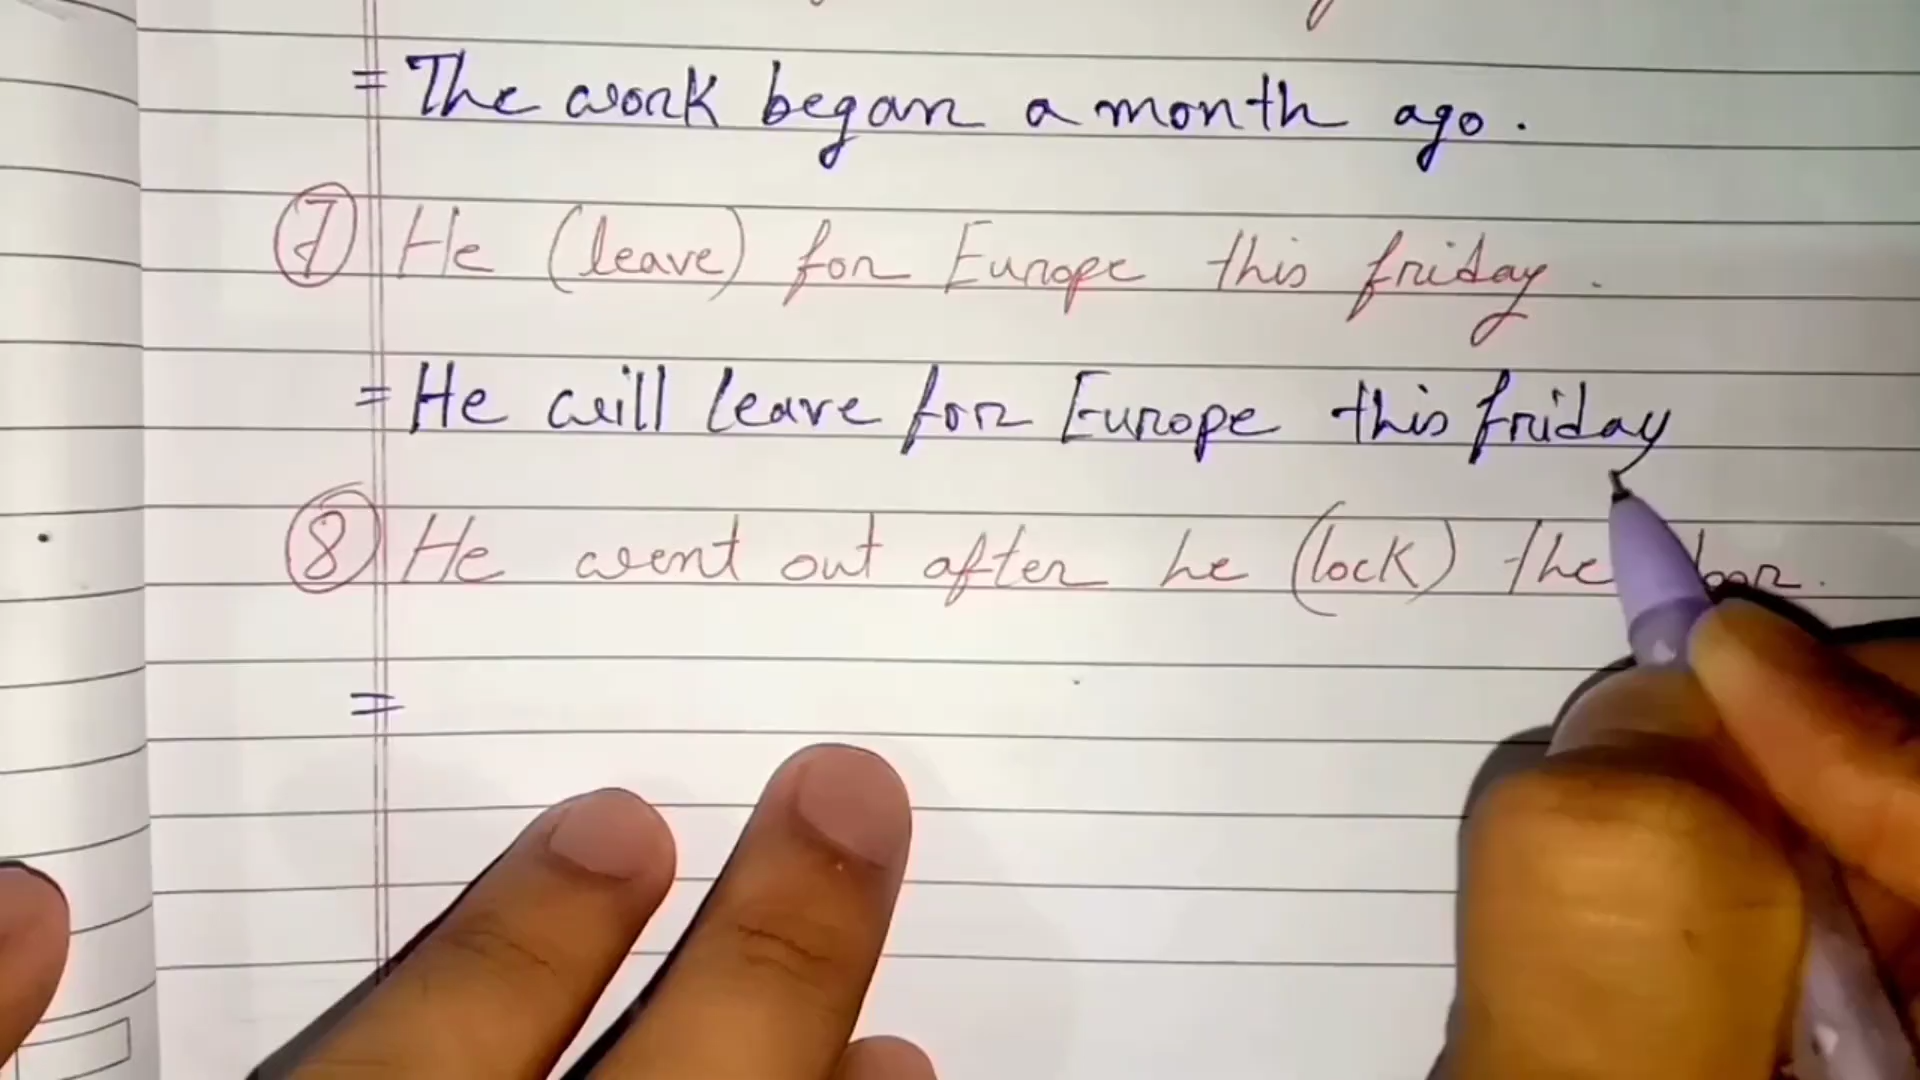 = The work began a month ago.
⑦ He (leave) for Europe this friday.
= He will leave for Europe this friday
⑧ He went out after he (lock) the door.
=